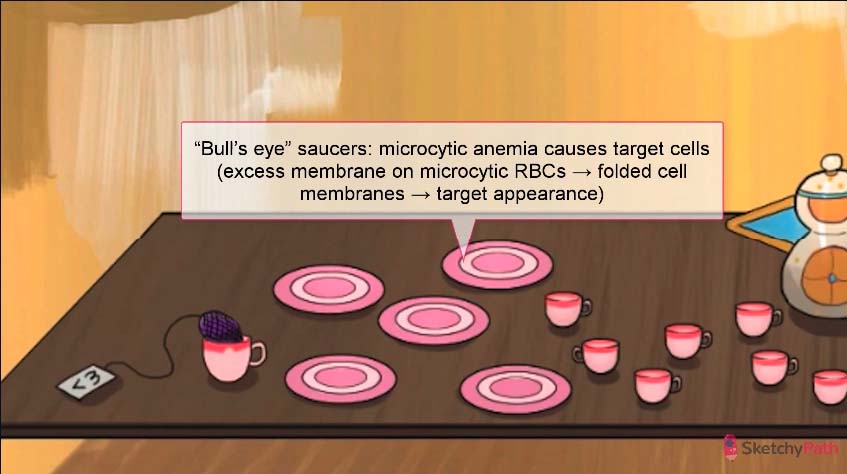 “Bull’s eye” saucers: microcytic anemia causes target cells
(excess membrane on microcytic RBCs → folded cell
membranes → target appearance)
<3
SketchyPath